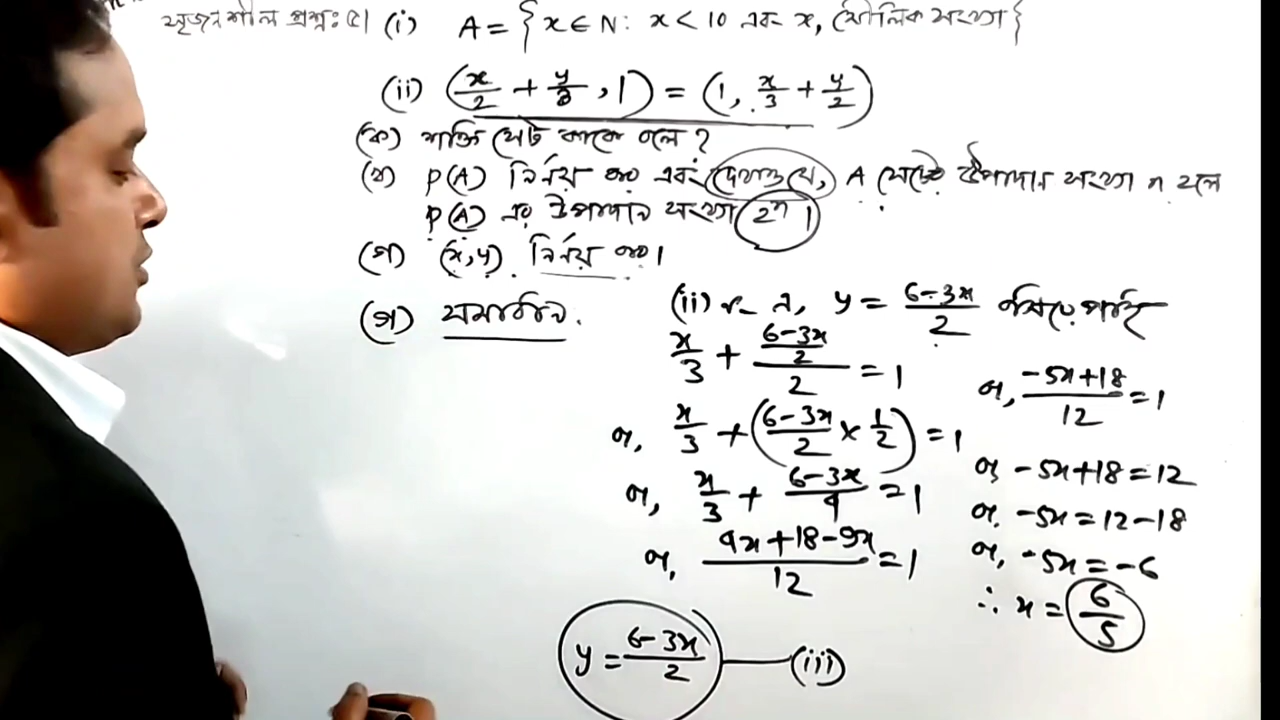 সৃজনশীল প্রশ্ন: ৫। (i) A = { x ∈ N: x < 10 এবং x, মৌলিক সংখ্যা }
(ii) (x/2 + y/3, 1) = (1, x/3 + y/2)
(ক) শক্তি সেট কাকে বলে?
(খ) P(A) নির্ণয় কর এবং দেখাও যে, A সেটের উপাদান সংখ্যা n হলে
P(A) এর উপাদান সংখ্যা 2ⁿ।
(গ) (x,y) নির্ণয় কর।
(গ) সমাধান.
(ii) নং এ, y = (6-3x)/2 বসিয়ে পাই
x/3 + ((6-3x)/2)/2 = 1
বা, x/3 + ((6-3x)/2 × 1/2) = 1
বা, x/3 + (6-3x)/4 = 1
বা, (4x+18-9x)/12 = 1
বা, (-5x+18)/12 = 1
বা, -5x+18 = 12
বা, -5x = 12-18
বা, -5x = -6
∴ x = 6/5
y = (6-3x)/2 —— (iii)